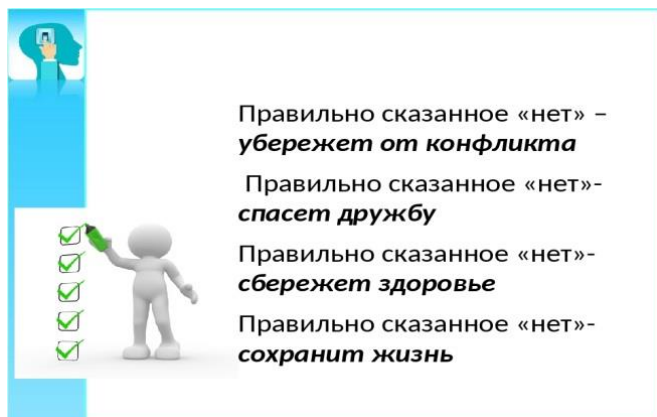 Правильно сказанное «нет» –
убережет от конфликта
Правильно сказанное «нет»-
спасет дружбу
Правильно сказанное «нет»-
сбережет здоровье
Правильно сказанное «нет»-
сохранит жизнь